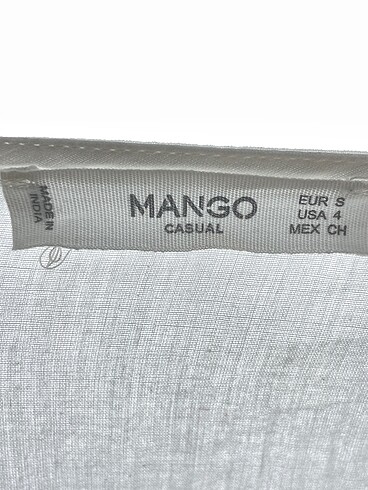 MADE IN
INDIA
MANGO
CASUAL
EUR S
USA 4
MEX CH